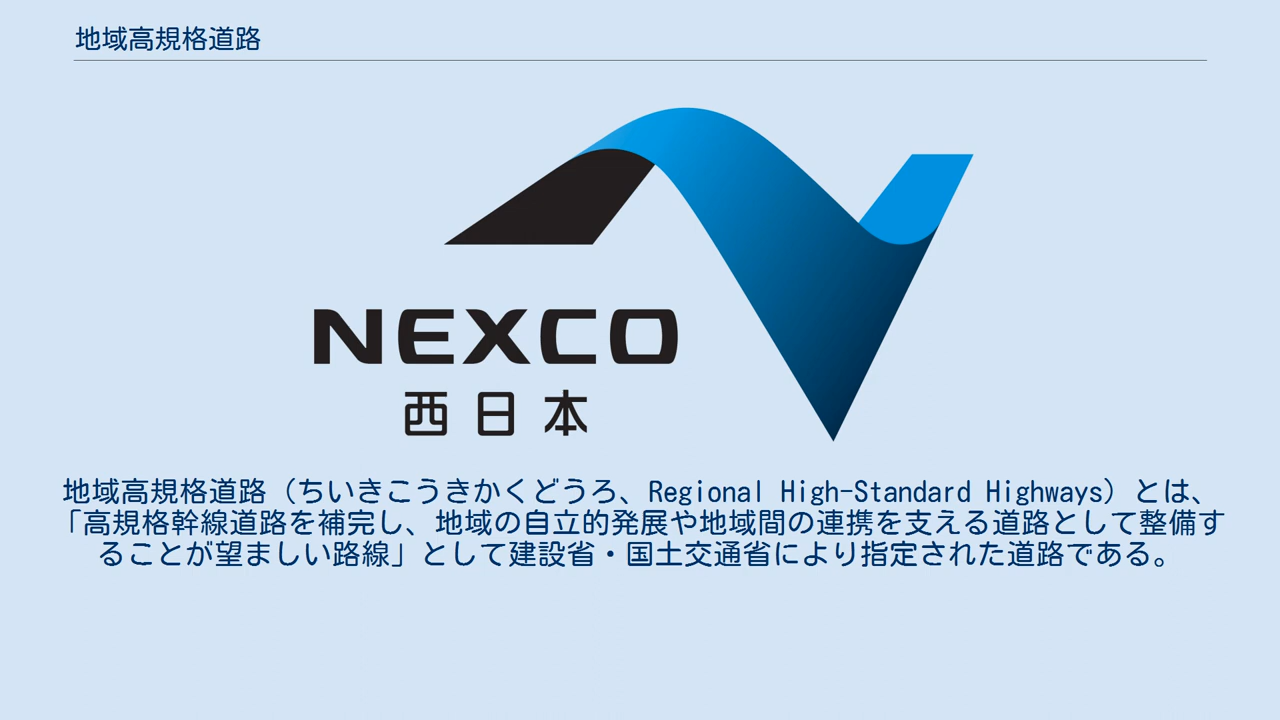 地域高規格道路
NEXCO
西日本
地域高規格道路（ちいきこうきかくどうろ、Regional High-Standard Highways）とは、
「高規格幹線道路を補完し、地域の自立的発展や地域間の連携を支える道路として整備す
ることが望ましい路線」として建設省・国土交通省により指定された道路である。